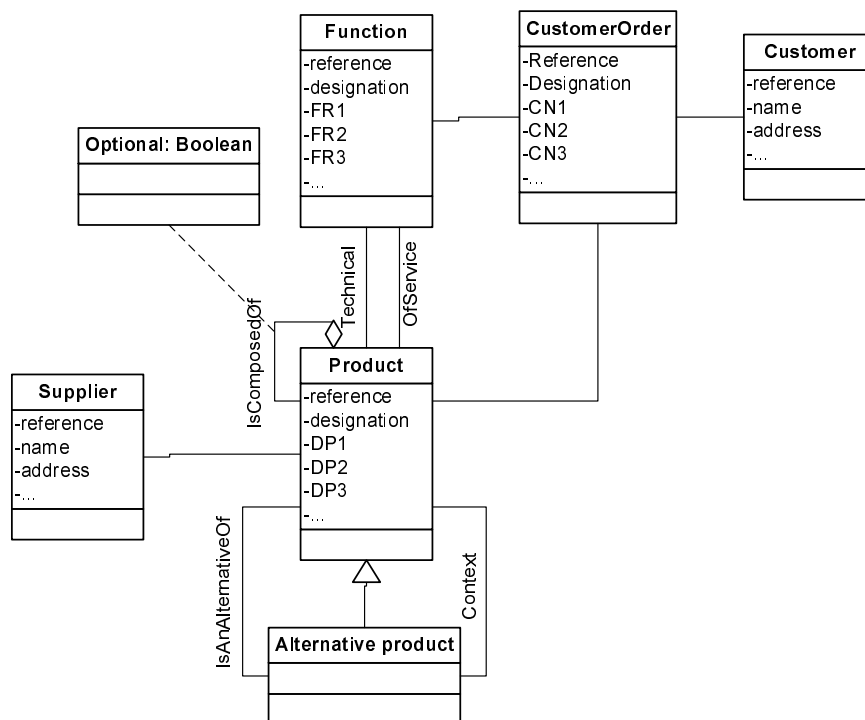 Function
-reference
-designation
-FR1
-FR2
-FR3
-...
CustomerOrder
-Reference
-Designation
-CN1
-CN2
-CN3
-...
Customer
-reference
-name
-address
-...
Optional: Boolean
Technical
OfService
IsComposedOf
Product
-reference
-designation
-DP1
-DP2
-DP3
-...
Supplier
-reference
-name
-address
-...
IsAnAlternativeOf
Context
Alternative product